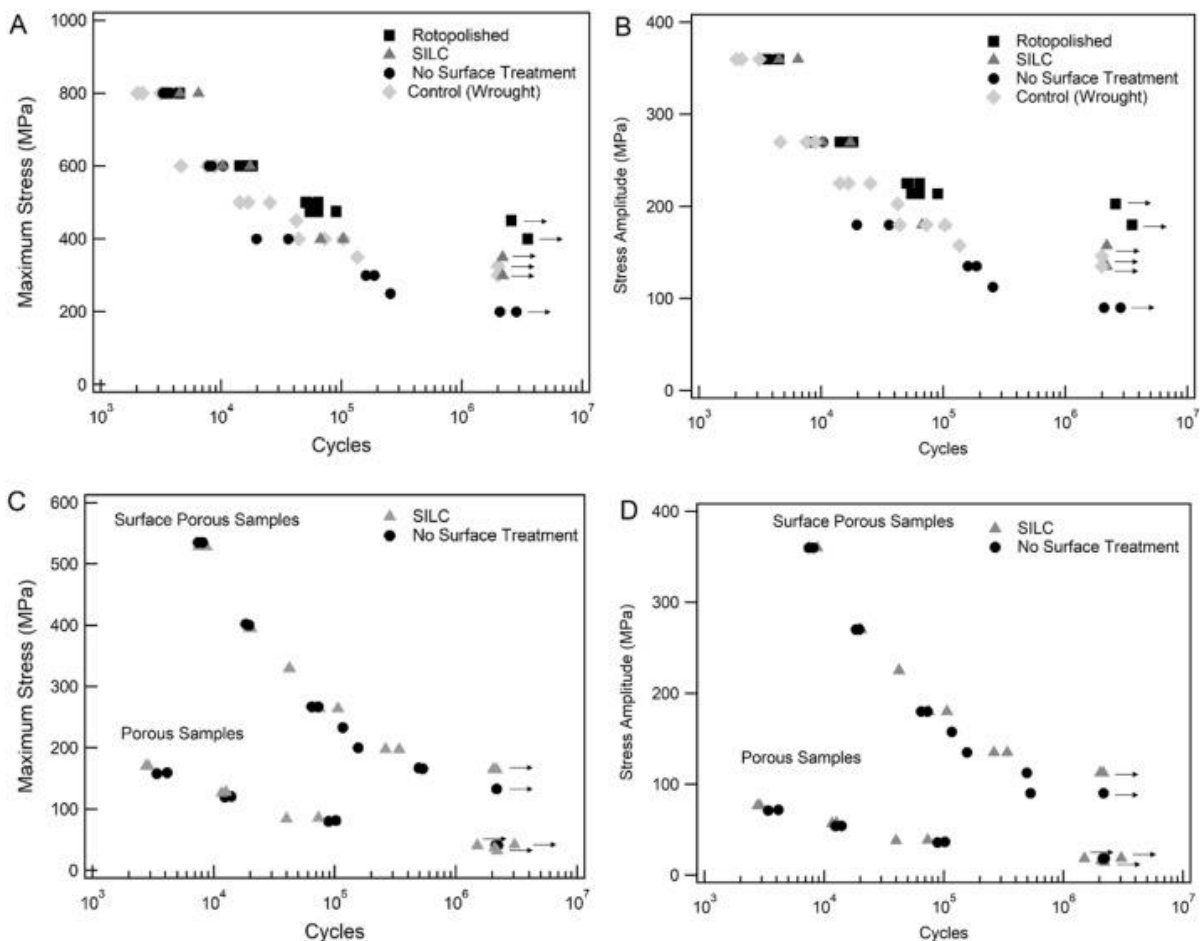 A
1000
800
600
400
200
0
Maximum Stress (MPa)
Rotopolished
SILC
No Surface Treatment
Control (Wrought)
10³ 10⁴ 10⁵ 10⁶ 10⁷
Cycles
B
400
300
200
100
0
Stress Amplitude (MPa)
Rotopolished
SILC
No Surface Treatment
Control (Wrought)
10³ 10⁴ 10⁵ 10⁶ 10⁷
Cycles
C
600
500
400
300
200
100
0
Maximum Stress (MPa)
Surface Porous Samples
SILC
No Surface Treatment
Porous Samples
10³ 10⁴ 10⁵ 10⁶ 10⁷
Cycles
D
400
300
200
100
0
Stress Amplitude (MPa)
Surface Porous Samples
SILC
No Surface Treatment
Porous Samples
10³ 10⁴ 10⁵ 10⁶ 10⁷
Cycles